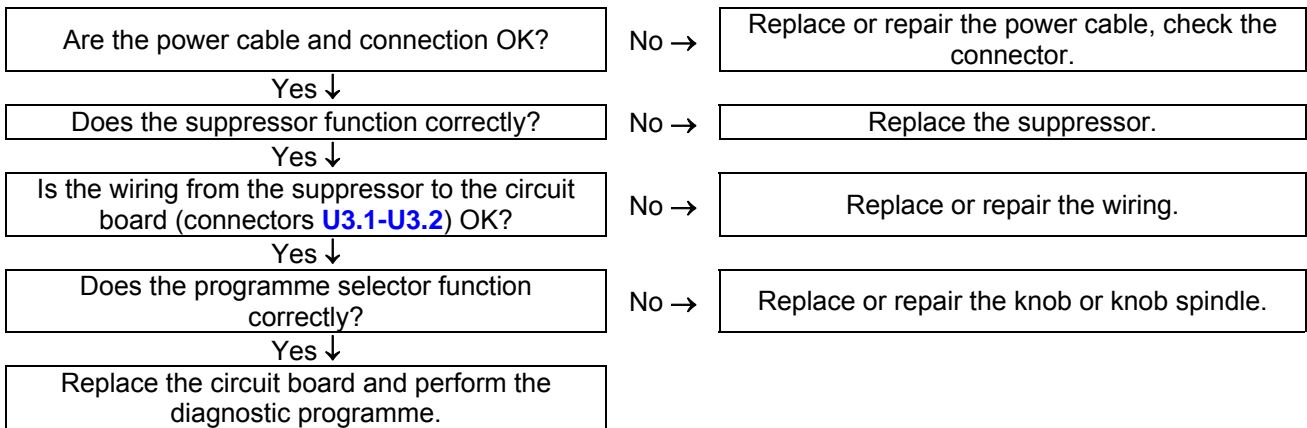 Are the power cable and connection OK?
No →
Replace or repair the power cable, check the
connector.
Yes ↓
Does the suppressor function correctly?
No →
Replace the suppressor.
Yes ↓
Is the wiring from the suppressor to the circuit
board (connectors U3.1-U3.2) OK?
No →
Replace or repair the wiring.
Yes ↓
Does the programme selector function
correctly?
No →
Replace or repair the knob or knob spindle.
Yes ↓
Replace the circuit board and perform the
diagnostic programme.